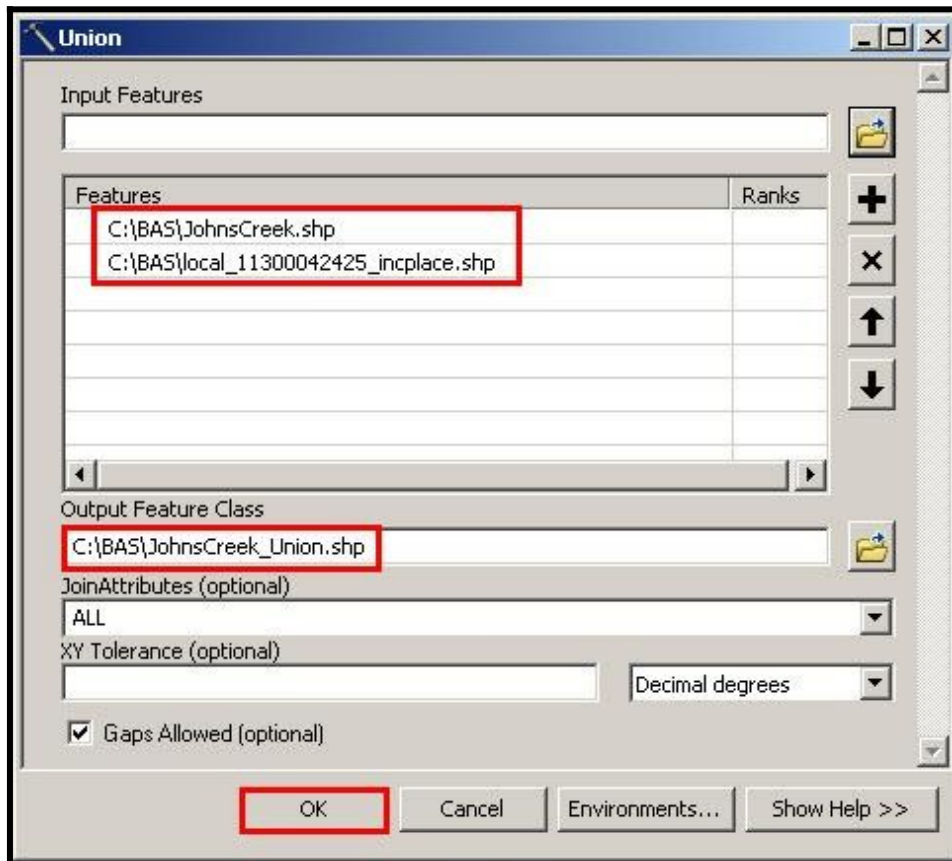 Union
Input Features
Features Ranks
C:\BAS\JohnsCreek.shp
C:\BAS\local_11300042425_incplace.shp
Output Feature Class
C:\BAS\JohnsCreek_Union.shp
JoinAttributes (optional)
ALL
XY Tolerance (optional)
Decimal degrees
Gaps Allowed (optional)
OK Cancel Environments... Show Help >>